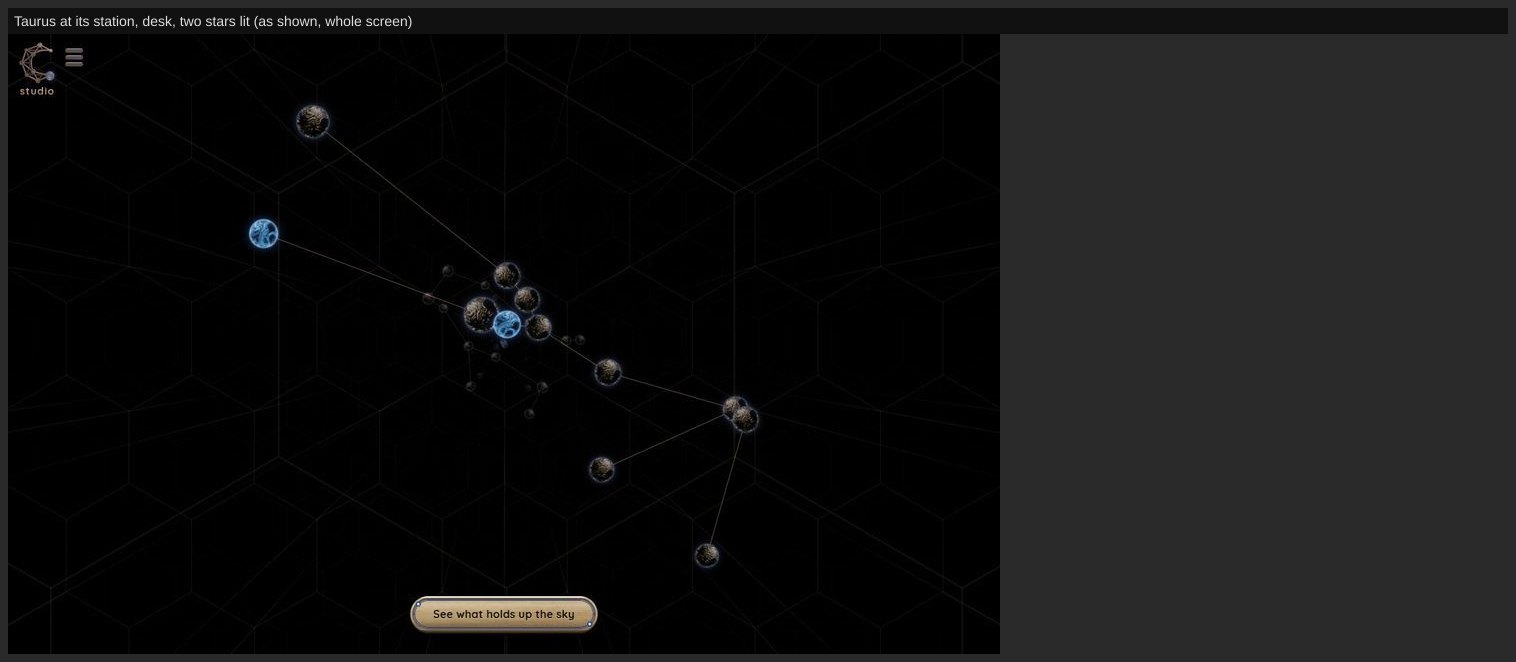 Taurus at its station, desk, two stars lit (as shown, whole screen)
studio
See what holds up the sky